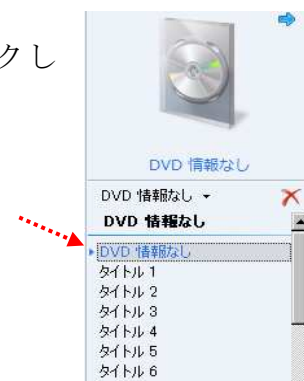 クし
DVD 情報なし
DVD 情報なし
DVD 情報なし
DVD 情報なし
タイトル 1
タイトル 2
タイトル 3
タイトル 4
タイトル 5
タイトル 6